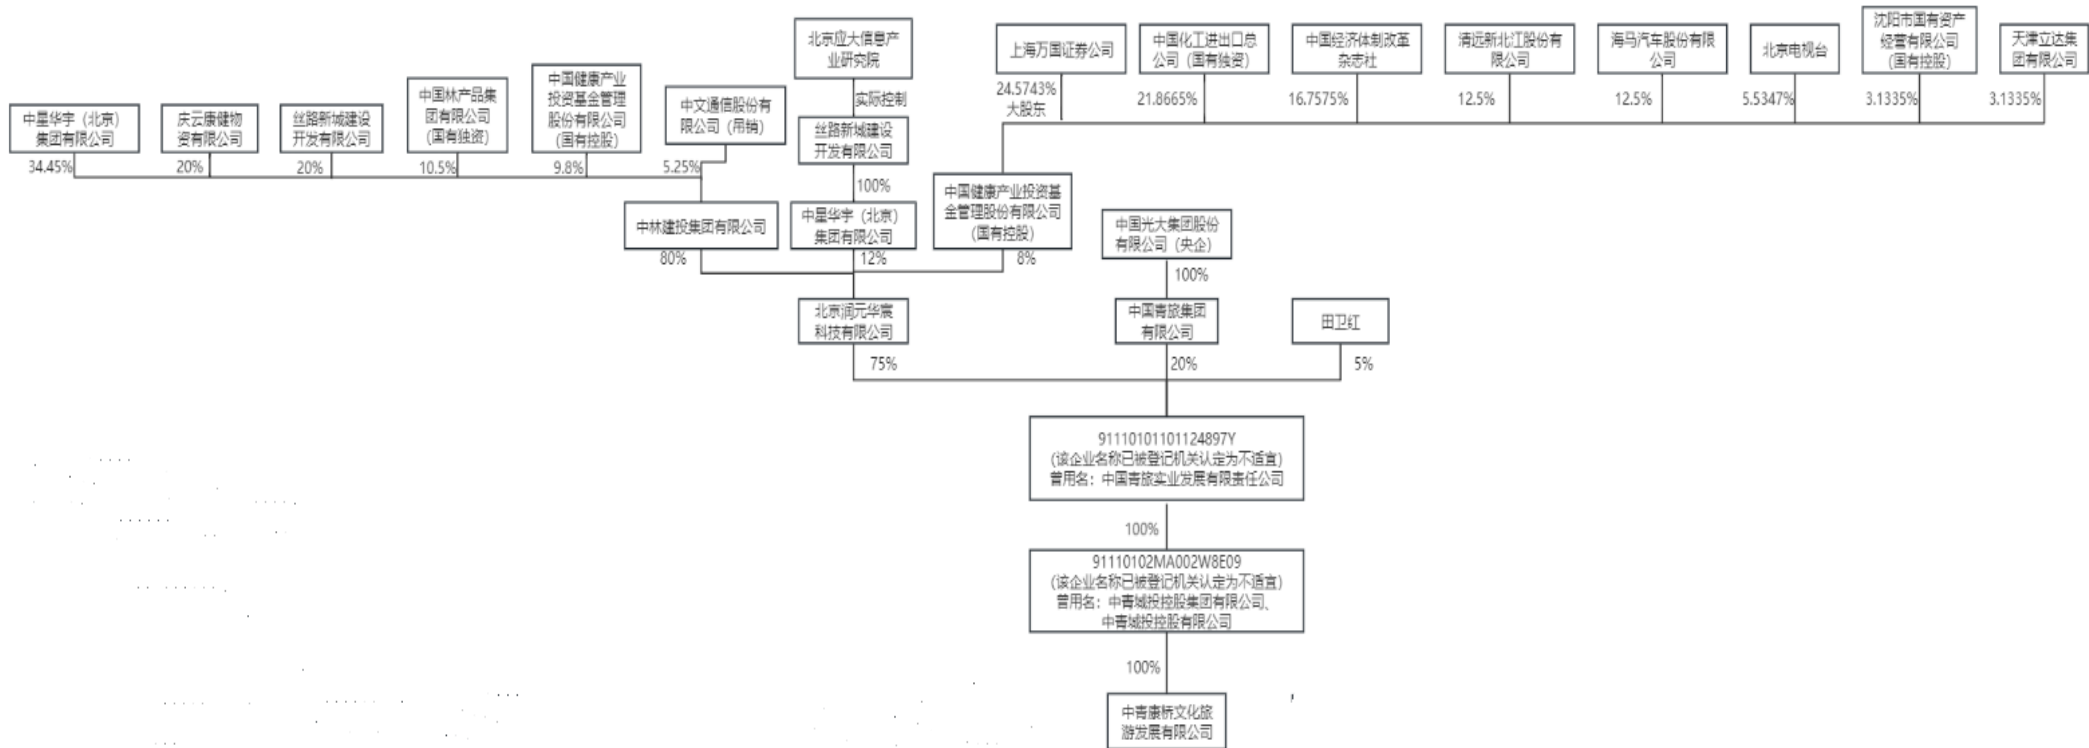 北京应大信息产
业研究院
上海万国证券公司
中国化工进出口总
公司（国有独资）
中国经济体制改革
杂志社
清远新北江股份有
限公司
海马汽车股份有限
公司
北京电视台
沈阳市国有资产
经营有限公司
(国有控股)
天津立达集
团有限公司
24.5743%
大股东
21.8665%
16.7575%
12.5%
12.5%
5.5347%
3.1335%
3.1335%
中星华宇（北京）
集团有限公司
庆云康健物
资有限公司
丝路新城建设
开发有限公司
中国林产品集
团有限公司
(国有独资)
中国健康产业
投资基金管理
股份有限公司
(国有控股)
中文通信股份有
限公司（吊销）
实际控制
丝路新城建设
开发有限公司
34.45%
20%
20%
10.5%
9.8%
5.25%
100%
中林建投集团有限公司
中星华宇（北京）
集团有限公司
中国健康产业投资基
金管理股份有限公司
(国有控股)
中国光大集团股份
有限公司（央企）
80%
12%
8%
100%
北京润元华宸
科技有限公司
中国青旅集团
有限公司
田卫红
75%
20%
5%
91110101101124897Y
(该企业名称已被登记机关认定为不适宜)
曾用名：中国青旅实业发展有限责任公司
100%
91110102MA002W8E09
(该企业名称已被登记机关认定为不适宜)
曾用名：中青城投控股集团有限公司、
中青城投控股有限公司
100%
中青康桥文化旅
游发展有限公司